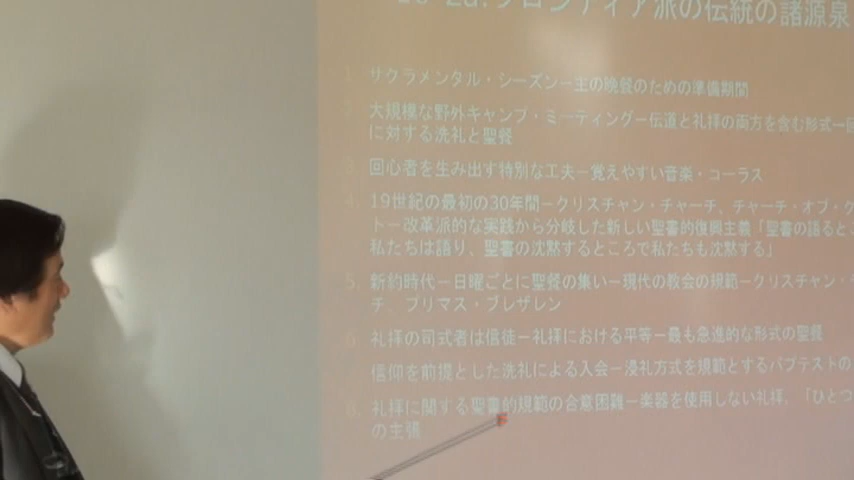 フロンティア派の伝統の諸源泉
サクラメンタル・シーズン－主の晩餐のための準備期間
大規模な野外キャンプ・ミーティング－伝道と礼拝の両方を含む形式－回
に対する洗礼と聖餐
回心者を生み出す特別な工夫－覚えやすい音楽・コーラス
19世紀の最初の30年間－クリスチャン・チャーチ、チャーチ・オブ・
ト－改革派的な実践から分岐した新しい聖書的復興主義「聖書の語るとこ
私たちは語り、聖書の沈黙するところで私たちも沈黙する」
5. 新約時代－日曜ごとに聖餐の集い－現代の教会の規範－クリスチャン・
チ、プリマス・ブレザレン
6. 礼拝の司式者は信徒－礼拝における平等－最も急進的な形式の聖餐
信仰を前提とした洗礼による入会－浸礼方式を規範とするバプテストの
礼拝に関する聖書的規範の合意困難－楽器を使用しない礼拝、「ひとつ
の主張